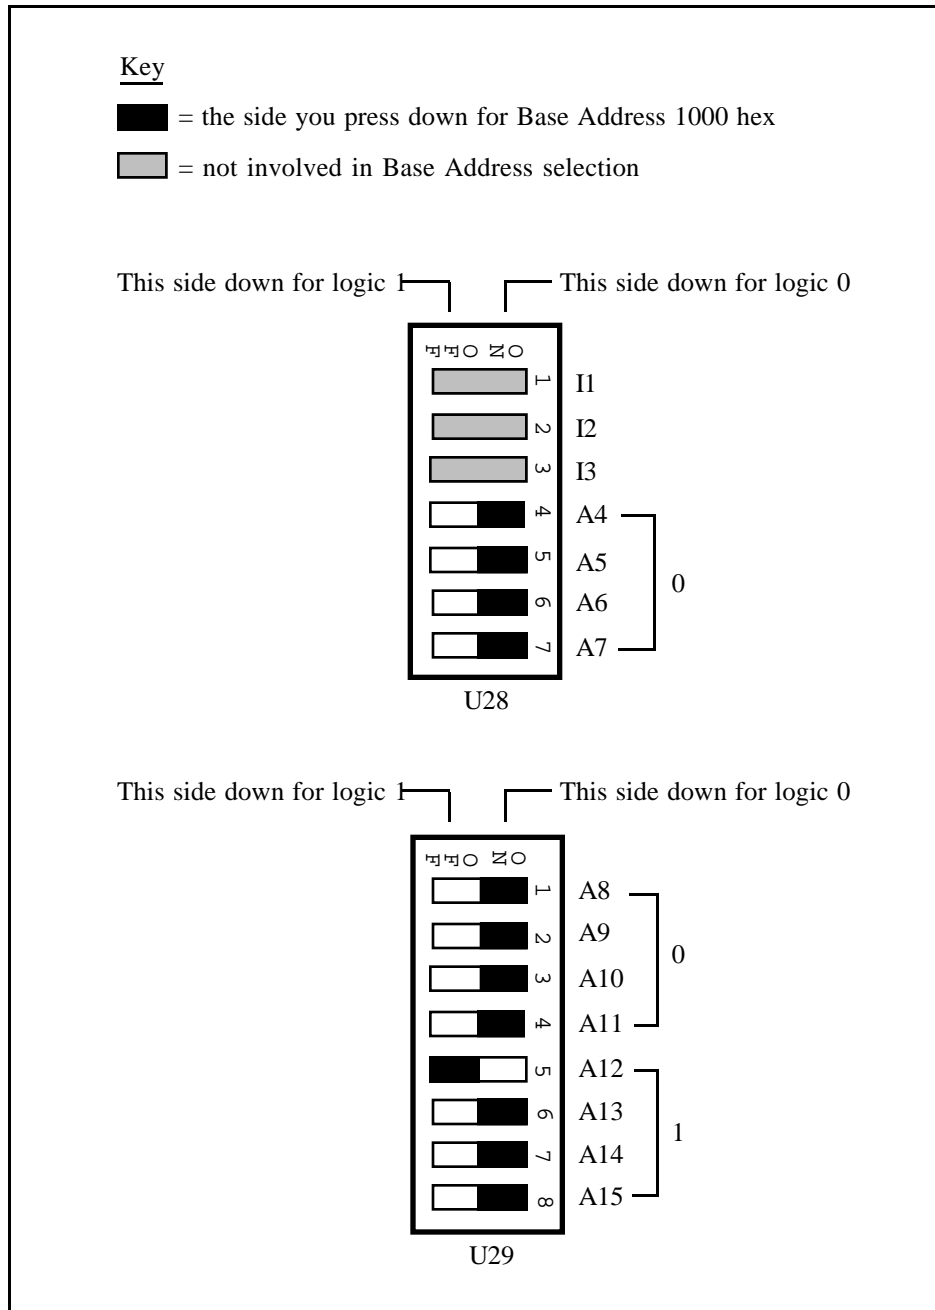 Key
= the side you press down for Base Address 1000 hex
= not involved in Base Address selection
This side down for logic 1
This side down for logic 0
OFF ON
1 I1
2 I2
3 I3
4 A4
5 A5
6 A6
7 A7
0
U28
This side down for logic 1
This side down for logic 0
OFF ON
1 A8
2 A9
3 A10
4 A11
0
5 A12
6 A13
7 A14
8 A15
1
U29